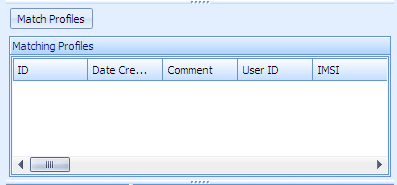 Match Profiles
Matching Profiles
ID Date Cre... Comment User ID IMSI